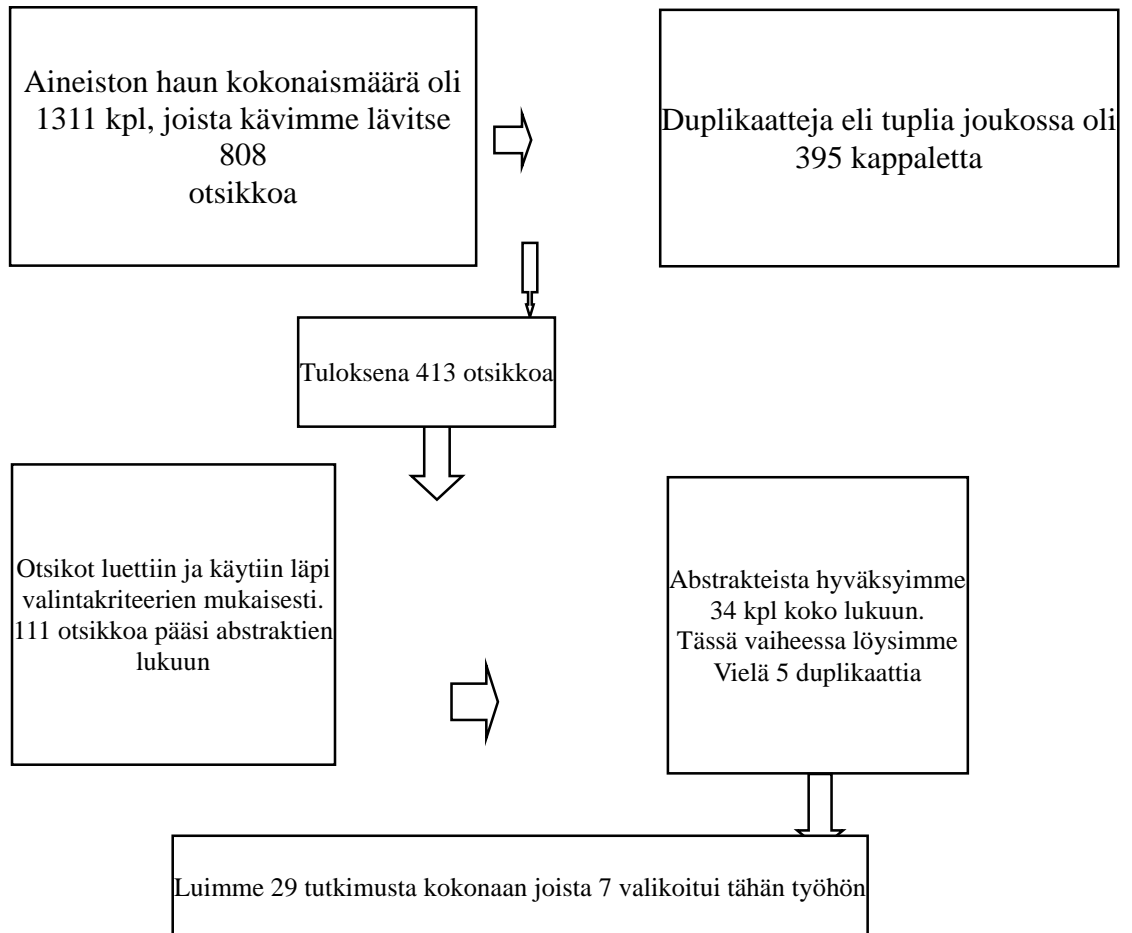 Aineiston haun kokonaismäärä oli
1311 kpl, joista kävimme lävitse
808
otsikkoa
Duplikaatteja eli tuplia joukossa oli
395 kappaletta
Tuloksena 413 otsikkoa
Otsikot luettiin ja käytiin läpi
valintakriteerien mukaisesti.
111 otsikkoa pääsi abstraktien
lukuun
Abstrakteista hyväksyimme
34 kpl koko lukuun.
Tässä vaiheessa löysimme
Vielä 5 duplikaattia
Luimme 29 tutkimusta kokonaan joista 7 valikoitui tähän työhön